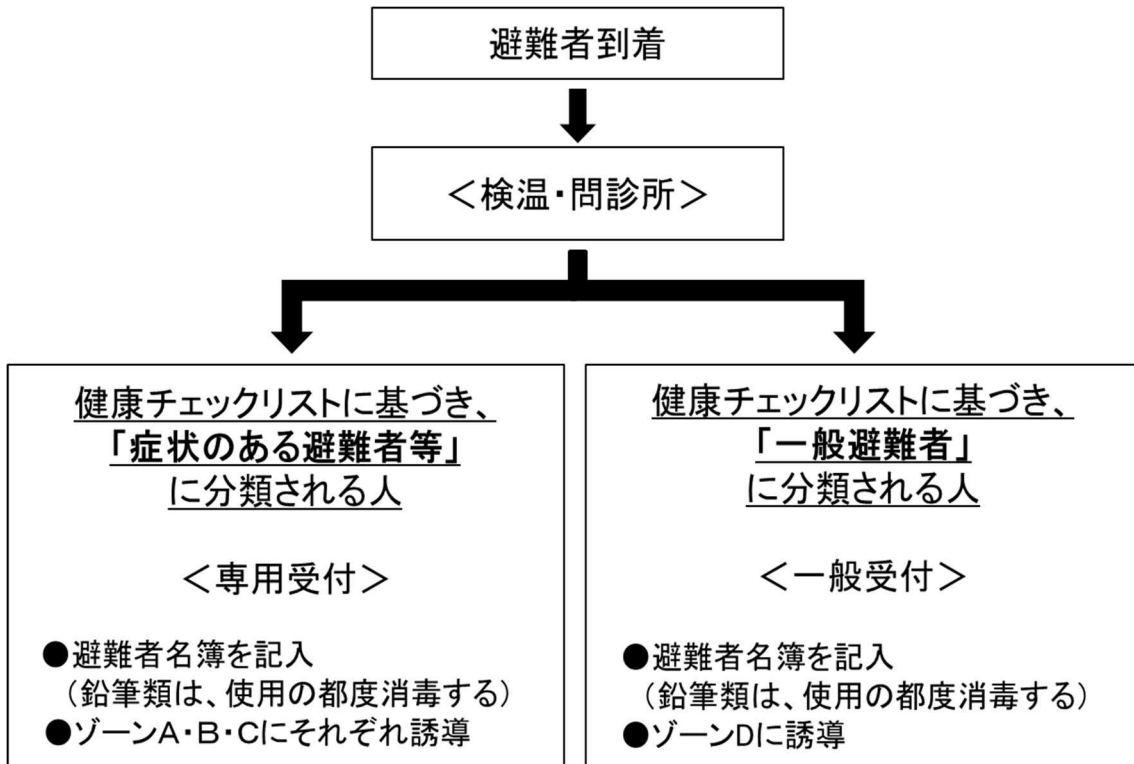 避難者到着
＜検温・問診所＞
健康チェックリストに基づき、
「症状のある避難者等」
に分類される人
＜専用受付＞
●避難者名簿を記入
（鉛筆類は、使用の都度消毒する）
●ゾーンA・B・Cにそれぞれ誘導
健康チェックリストに基づき、
「一般避難者」
に分類される人
＜一般受付＞
●避難者名簿を記入
（鉛筆類は、使用の都度消毒する）
●ゾーンDに誘導